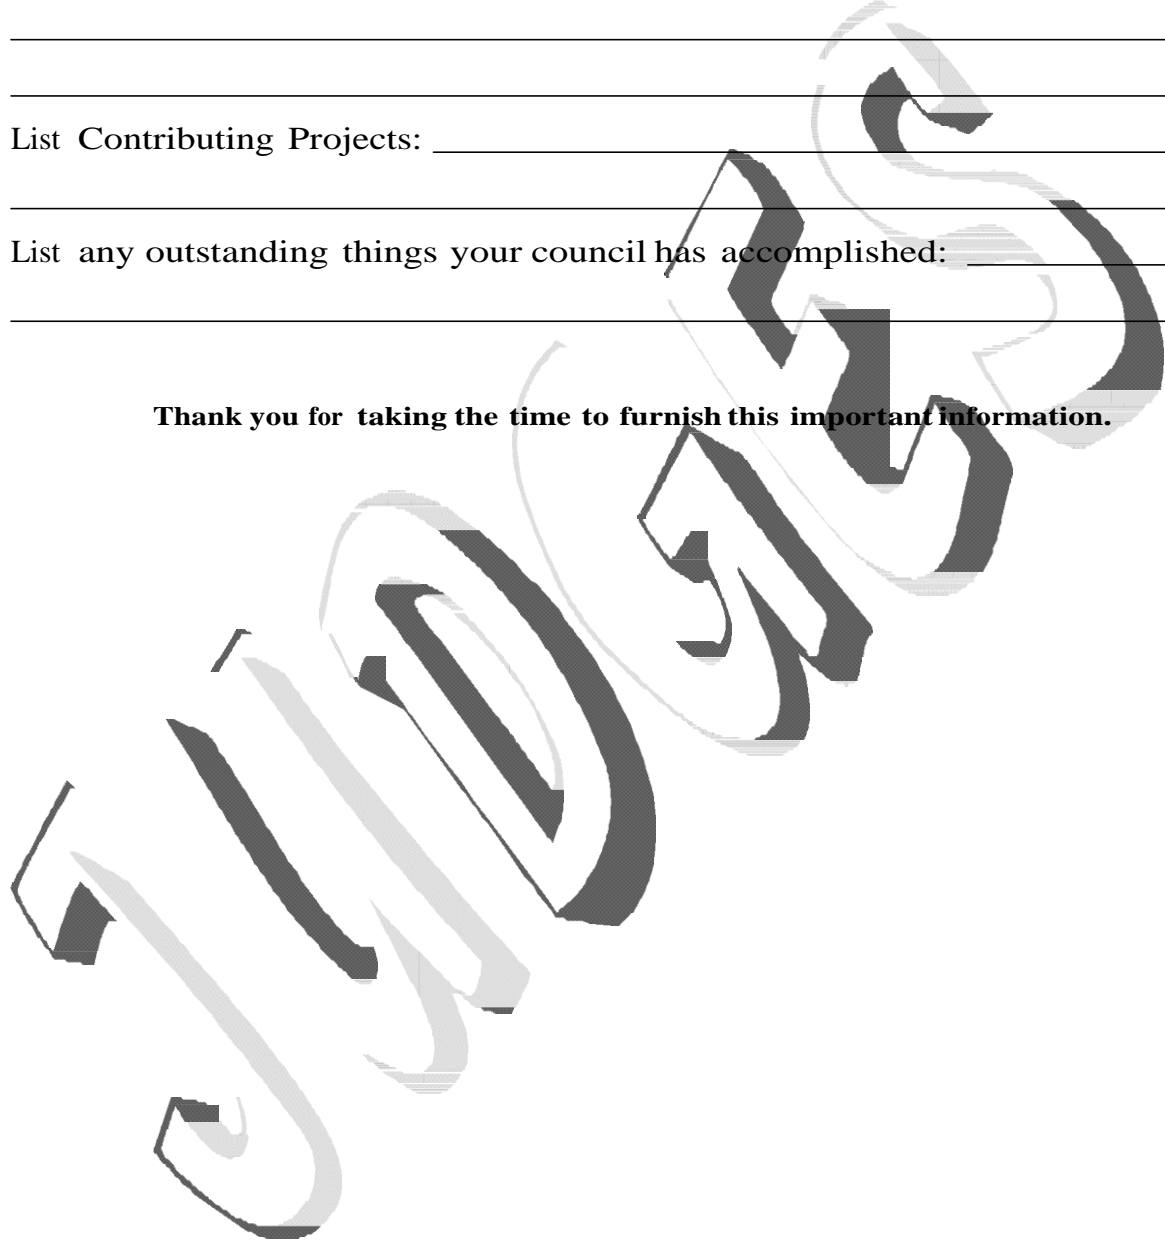 List Contributing Projects:
List any outstanding things your council has accomplished:
Thank you for taking the time to furnish this important information.
JUDGES